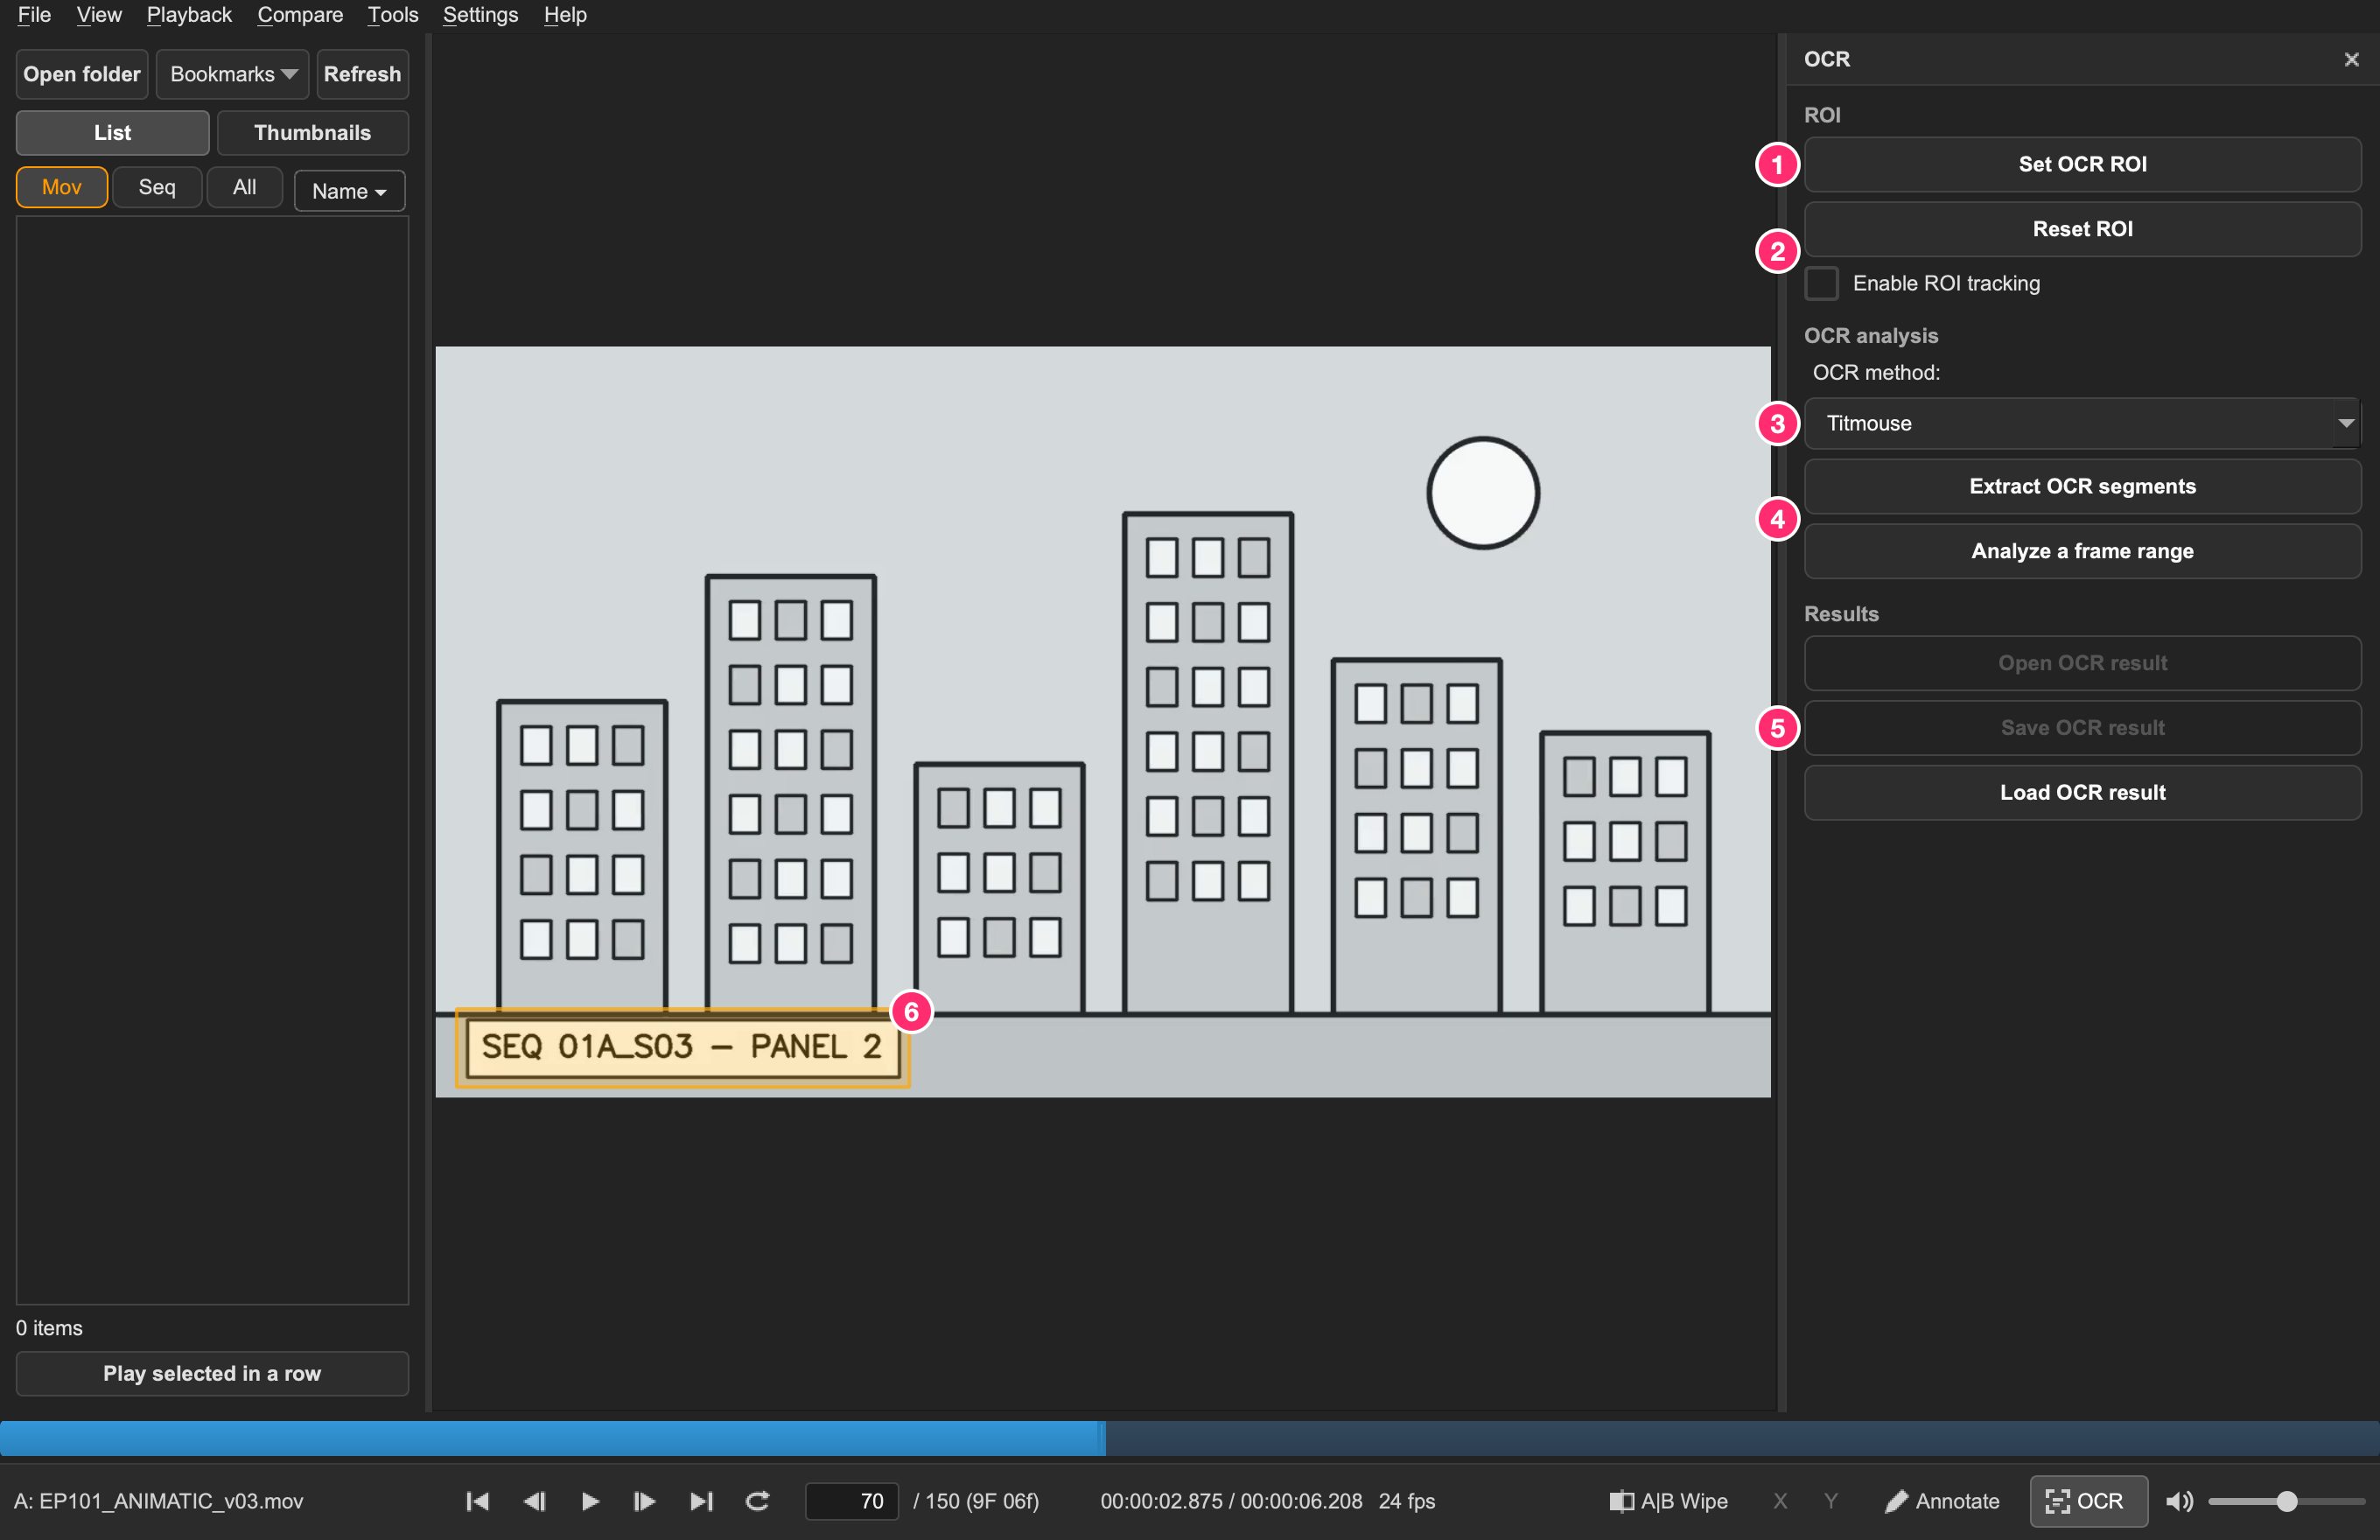 File View Playback Compare Tools Settings Help
Open folder Bookmarks Refresh
List Thumbnails
Mov Seq All Name
0 items
Play selected in a row
SEQ 01A_S03 – PANEL 2
6
OCR
ROI
1 Set OCR ROI
2 Reset ROI
Enable ROI tracking
OCR analysis
OCR method:
3 Titmouse
Extract OCR segments
4
Analyze a frame range
Results
Open OCR result
5 Save OCR result
Load OCR result
A: EP101_ANIMATIC_v03.mov 70 / 150 (9F 06f) 00:00:02.875 / 00:00:06.208 24 fps A|B Wipe X Y Annotate OCR